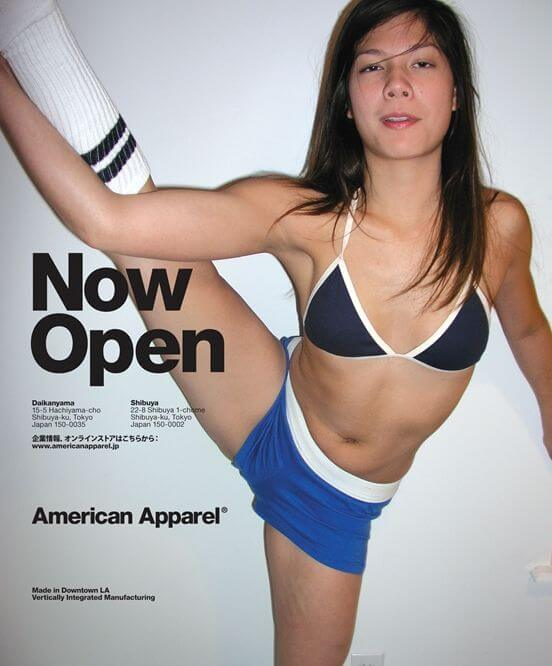 Now
Open
Daikanyama
15-5 Hachiyama-cho
Shibuya-ku, Tokyo
Japan 150-0035
Shibuya
22-8 Shibuya 1-chome
Shibuya-ku, Tokyo
Japan 150-0002
企業情報、オンラインストアはこちらから：
www.americanapparel.jp
American Apparel®
Made in Downtown LA
Vertically Integrated Manufacturing